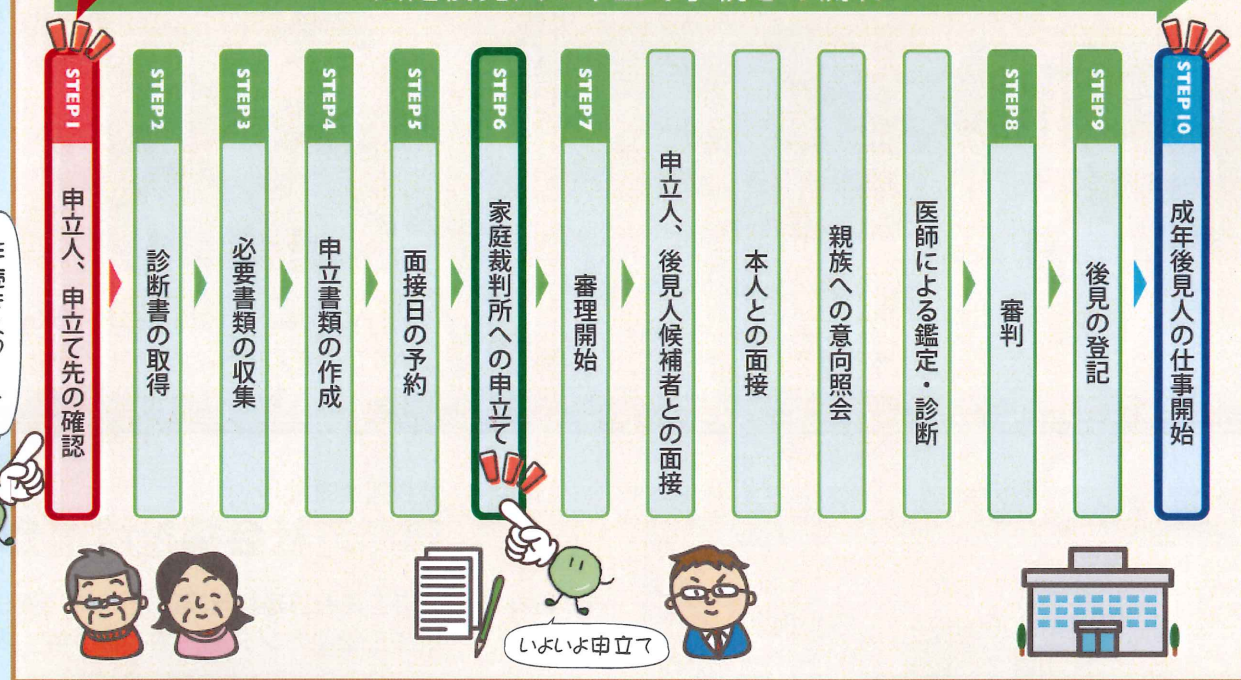 STEP1
申立人、申立て先の確認
STEP2
診断書の取得
STEP3
必要書類の収集
STEP4
申立書類の作成
STEP5
面接日の予約
STEP6
家庭裁判所への申立て
STEP7
審理開始
申立人、後見人候補者との面接
本人との面接
親族への意向照会
医師による鑑定・診断
STEP8
審判
STEP9
後見の登記
STEP10
成年後見人の仕事開始
いよいよ申立て